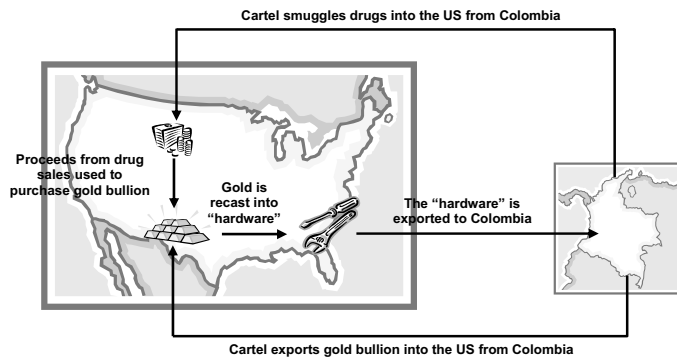 Cartel smuggles drugs into the US from Colombia
Proceeds from drug
sales used to
purchase gold bullion
Gold is
recast into
“hardware”
The “hardware” is
exported to Colombia
Cartel exports gold bullion into the US from Colombia